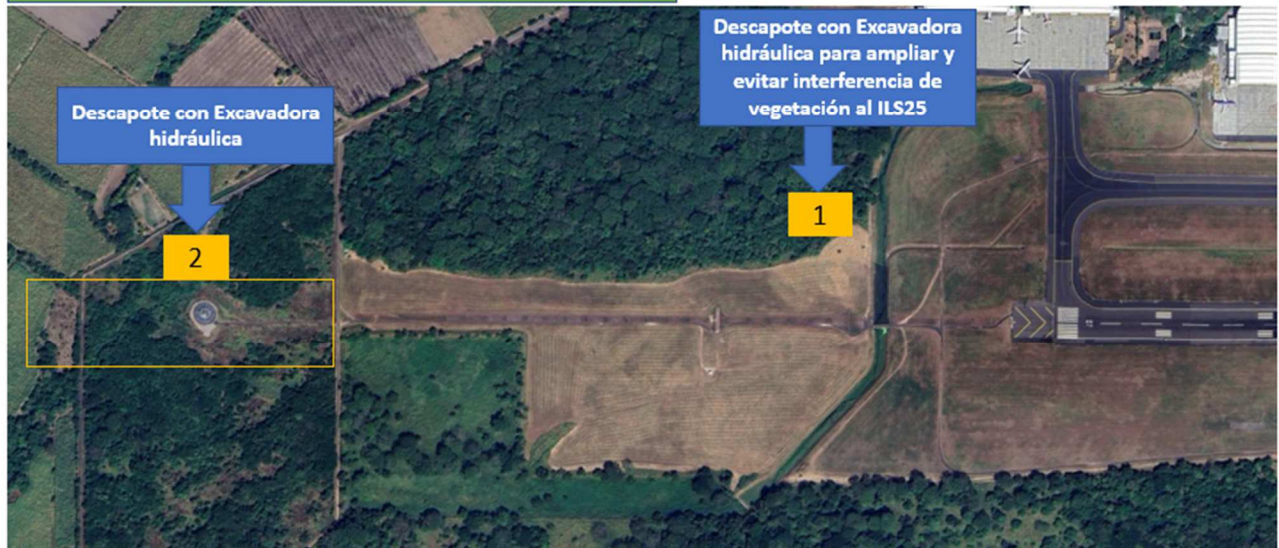 Descapote con Excavadora
hidráulica para ampliar y
evitar interferencia de
vegetación al ILS25
Descapote con Excavadora
hidráulica
1
2